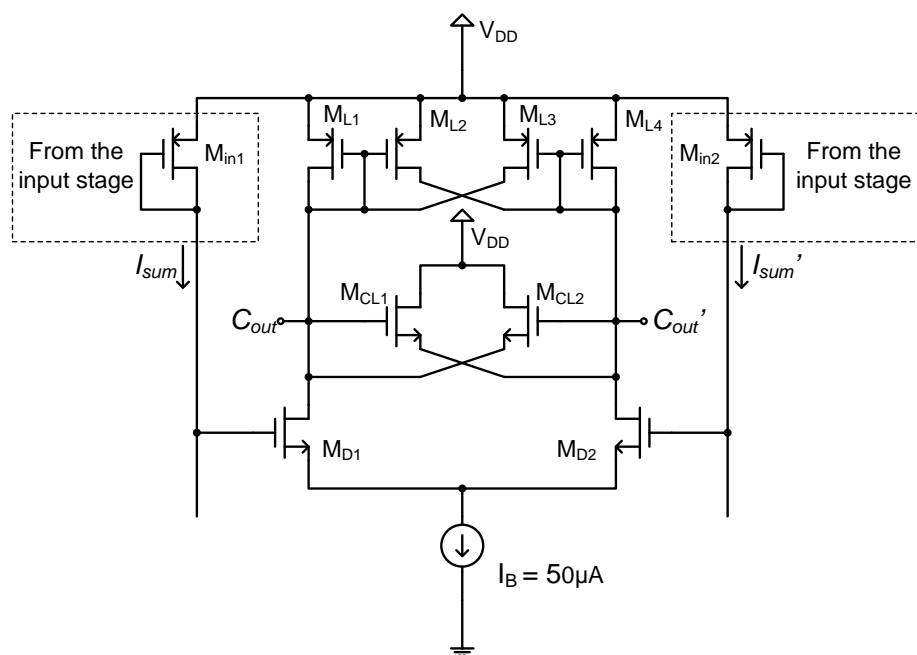 V_DD
M_L1
M_L2
M_L3
M_L4
From the
input stage
M_in1
M_in2
From the
input stage
V_DD
I_sum
I_sum'
M_CL1
M_CL2
C_out
C_out'
M_D1
M_D2
I_B = 50µA